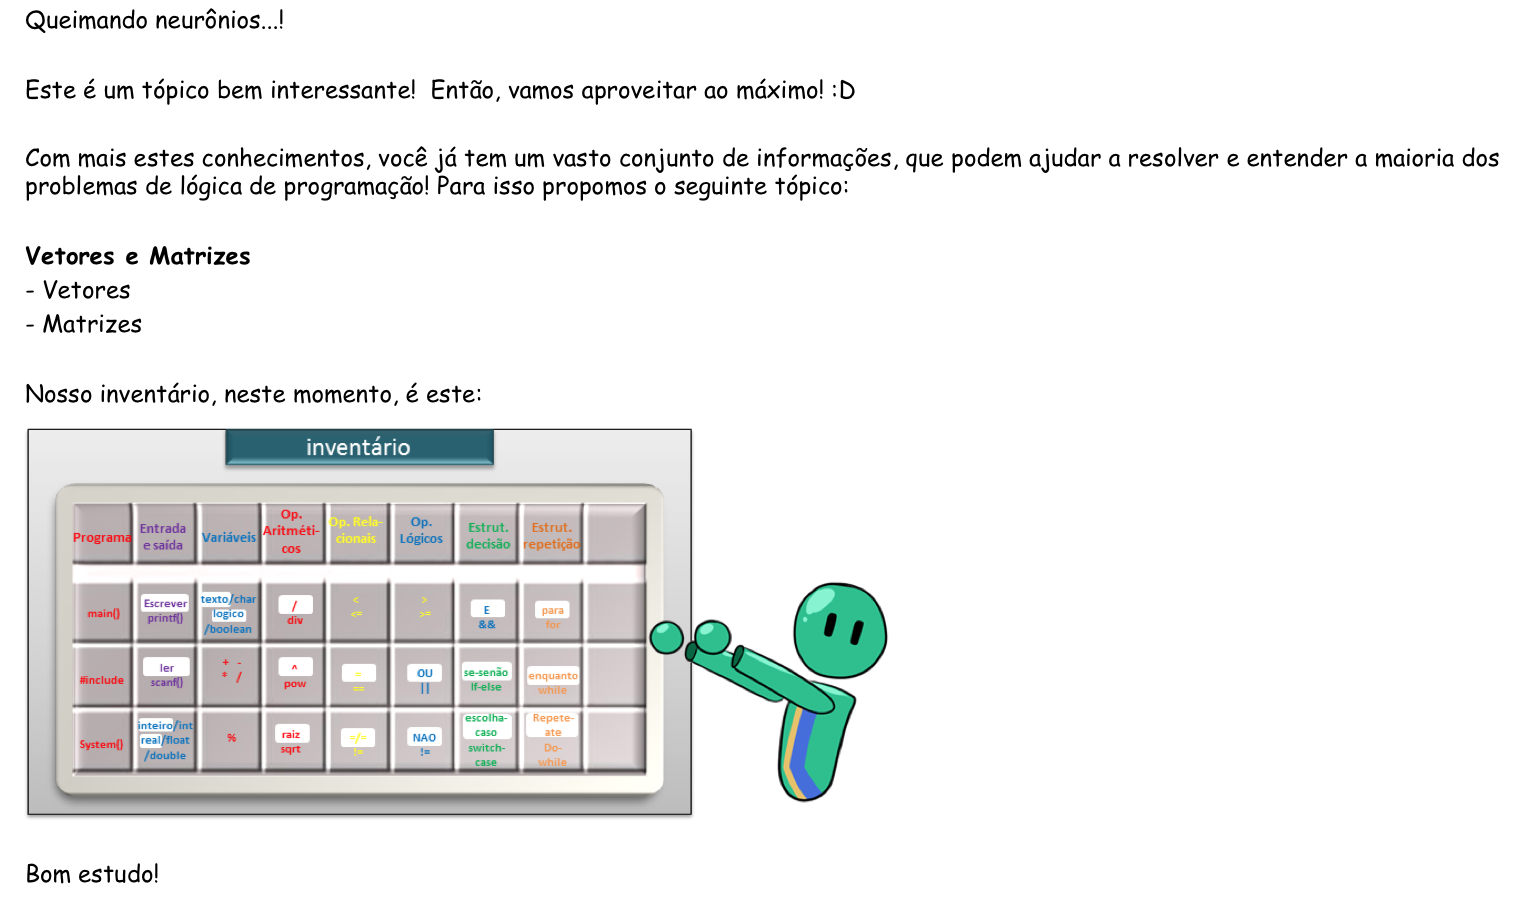 Queimando neurônios...!
Este é um tópico bem interessante!  Então, vamos aproveitar ao máximo! :D
Com mais estes conhecimentos, você já tem um vasto conjunto de informações, que podem ajudar a resolver e entender a maioria dos
problemas de lógica de programação! Para isso propomos o seguinte tópico:
Vetores e Matrizes
- Vetores
- Matrizes
Nosso inventário, neste momento, é este:
inventário
Programa
Entrada
e saída
Variáveis
Op.
Aritméti-
cos
Op. Rela-
cionais
Op.
Lógicos
Estrut.
decisão
Estrut.
repetição
main()
Escrever
printf()
texto/char
logico
/boolean
/
div
<
<=
>
>=
E
&&
para
for
#include
ler
scanf()
+ -
* /
^
pow
=
==
OU
||
se-senão
If-else
enquanto
while
System()
inteiro/int
real/float
/double
%
raiz
sqrt
=/=
!=
NAO
!=
escolha-
caso
switch-
case
Repete-
ate
Do-
while
Bom estudo!